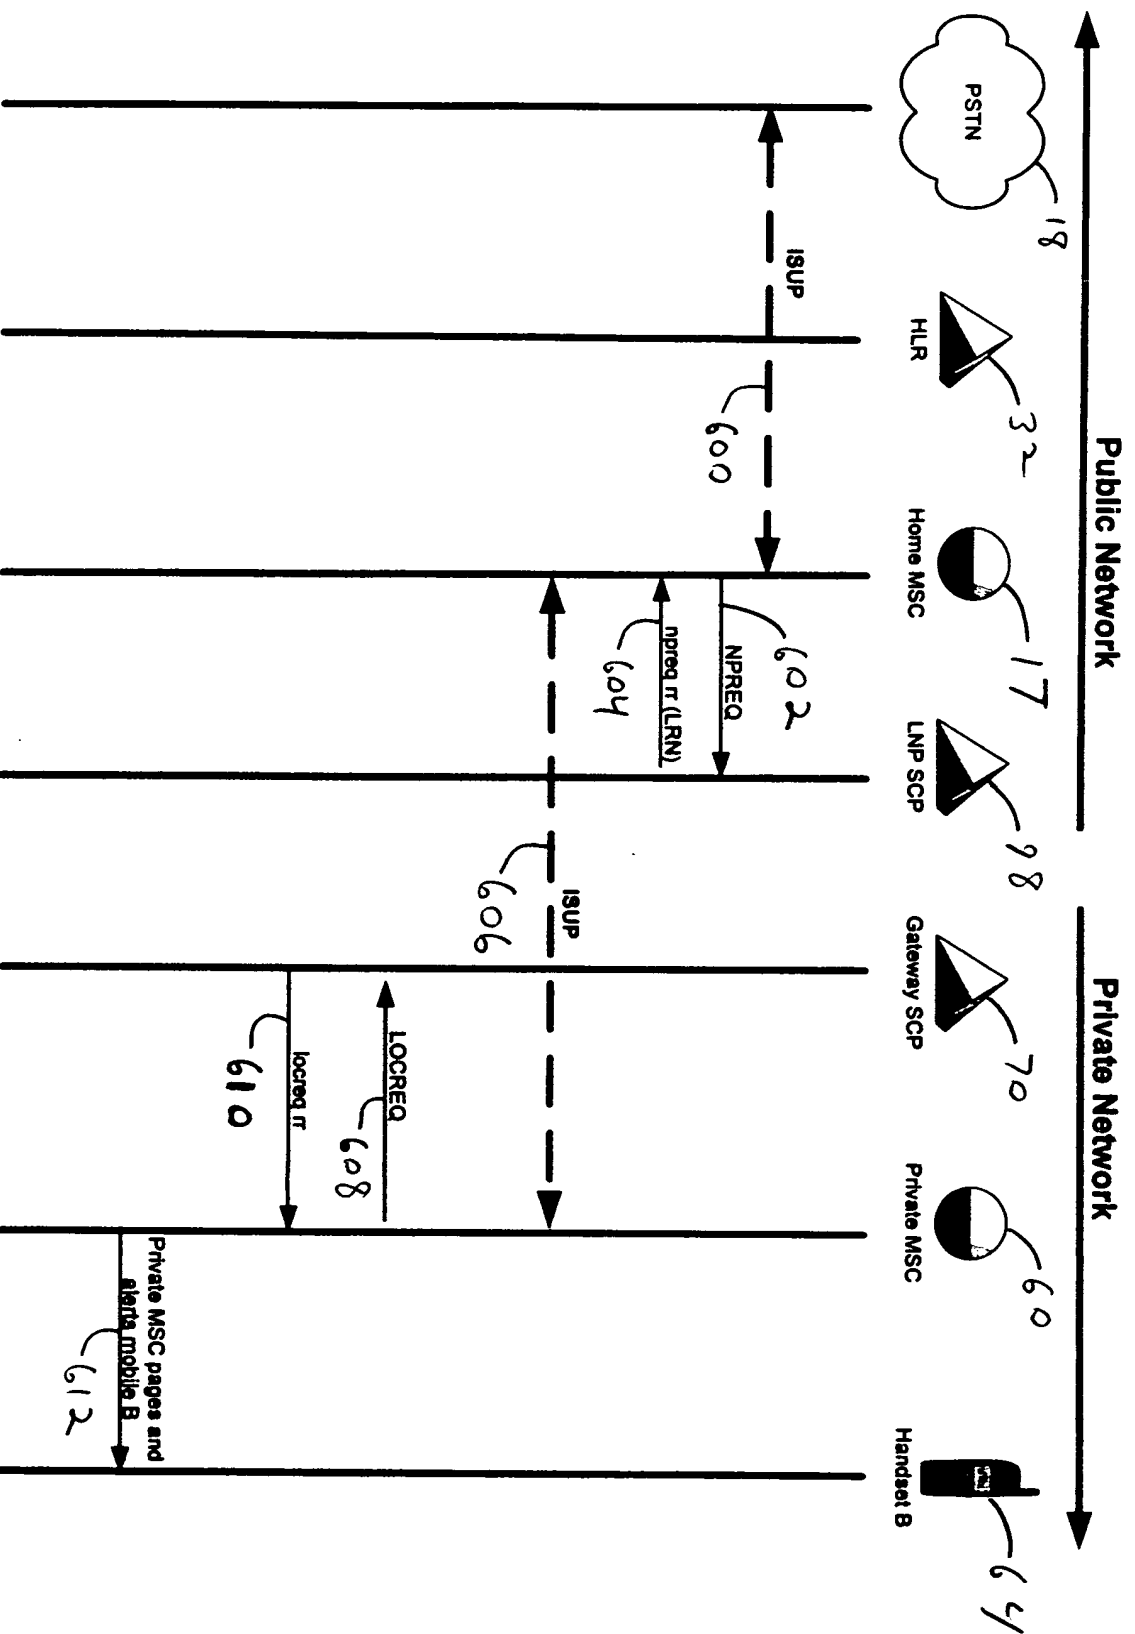 Public Network
Private Network
PSTN
18
HLR
32
Home MSC
17
LNP SCP
98
Gateway SCP
70
Private MSC
60
Handset B
64
ISUP
600
602
NPREQ
npreq rr (LRN)
604
ISUP
606
LOCREQ
608
locreq rr
610
Private MSC pages and
alerts mobile B
612